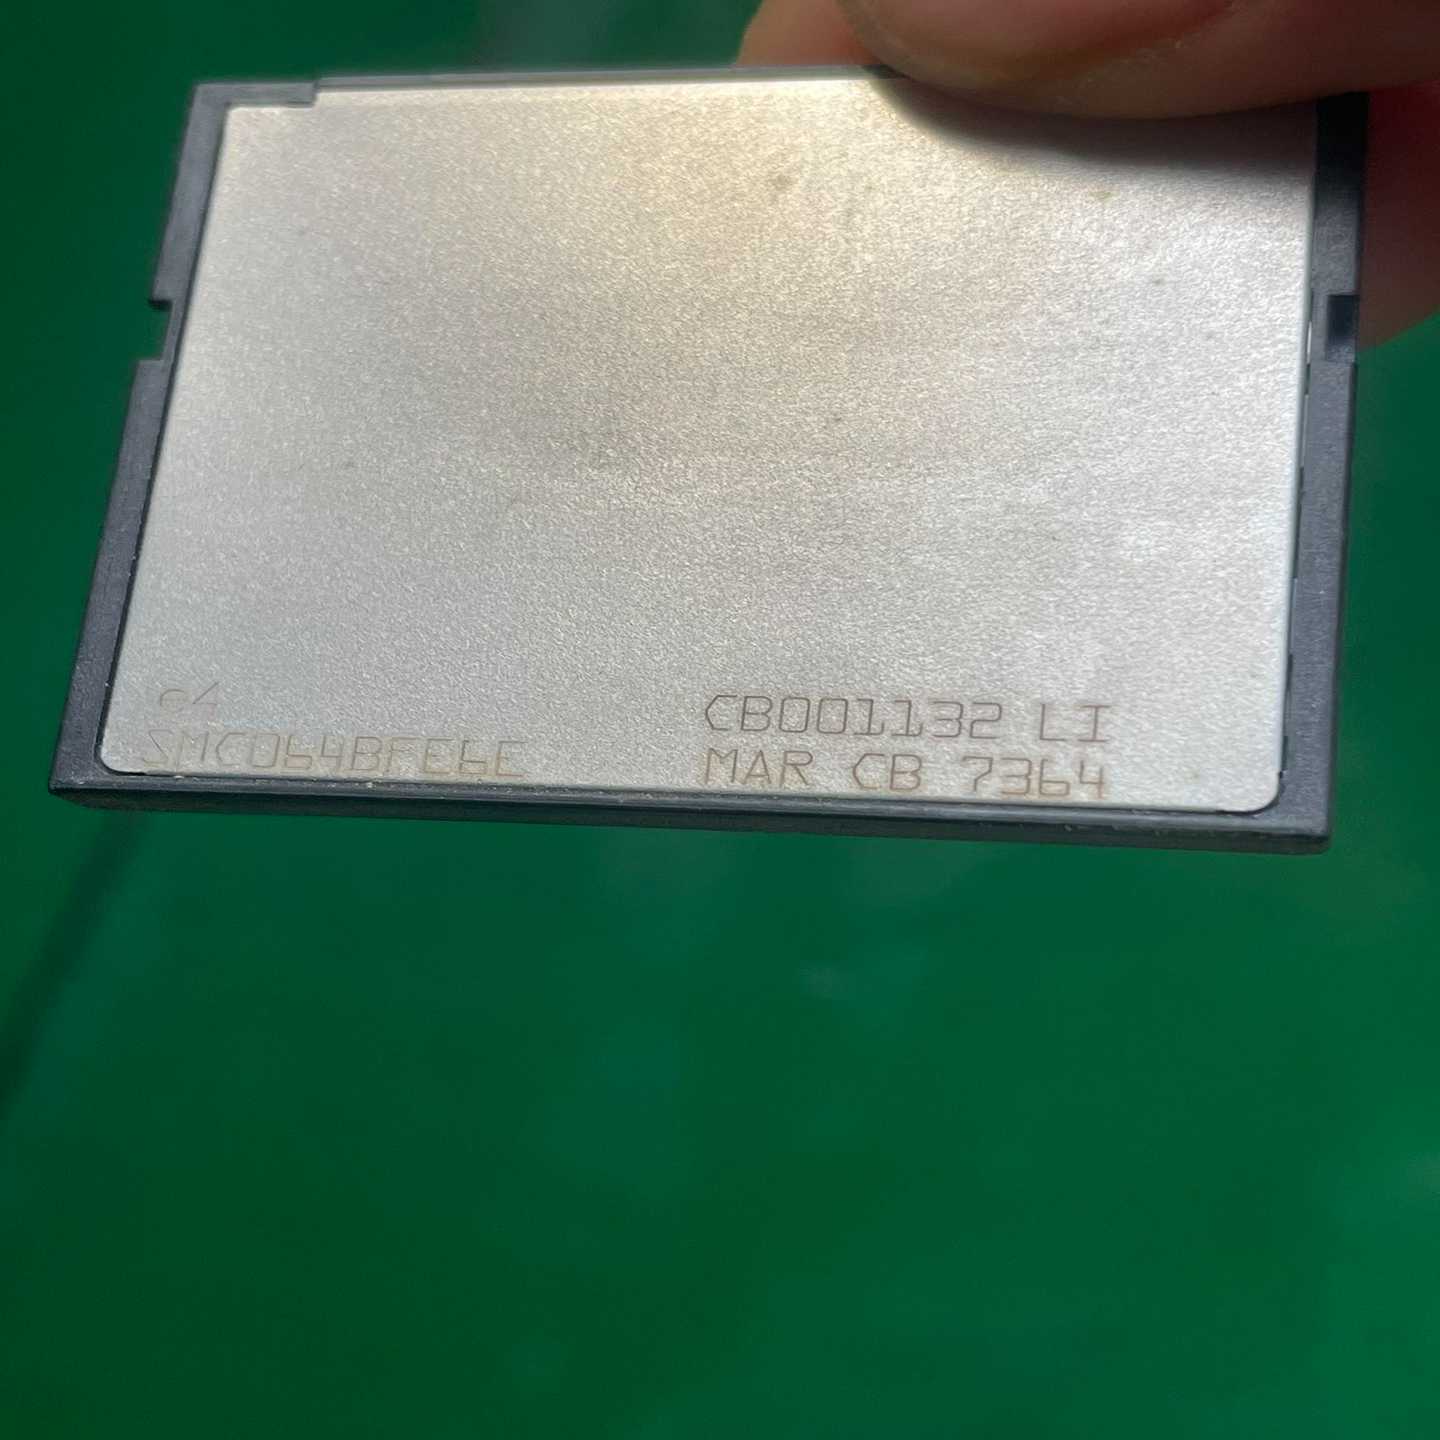 e4
SMC064BFE6E
CB001132 LI
MAR CB 7364